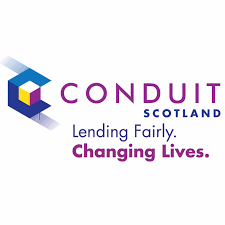 CONDUIT
SCOTLAND
Lending Fairly.
Changing Lives.